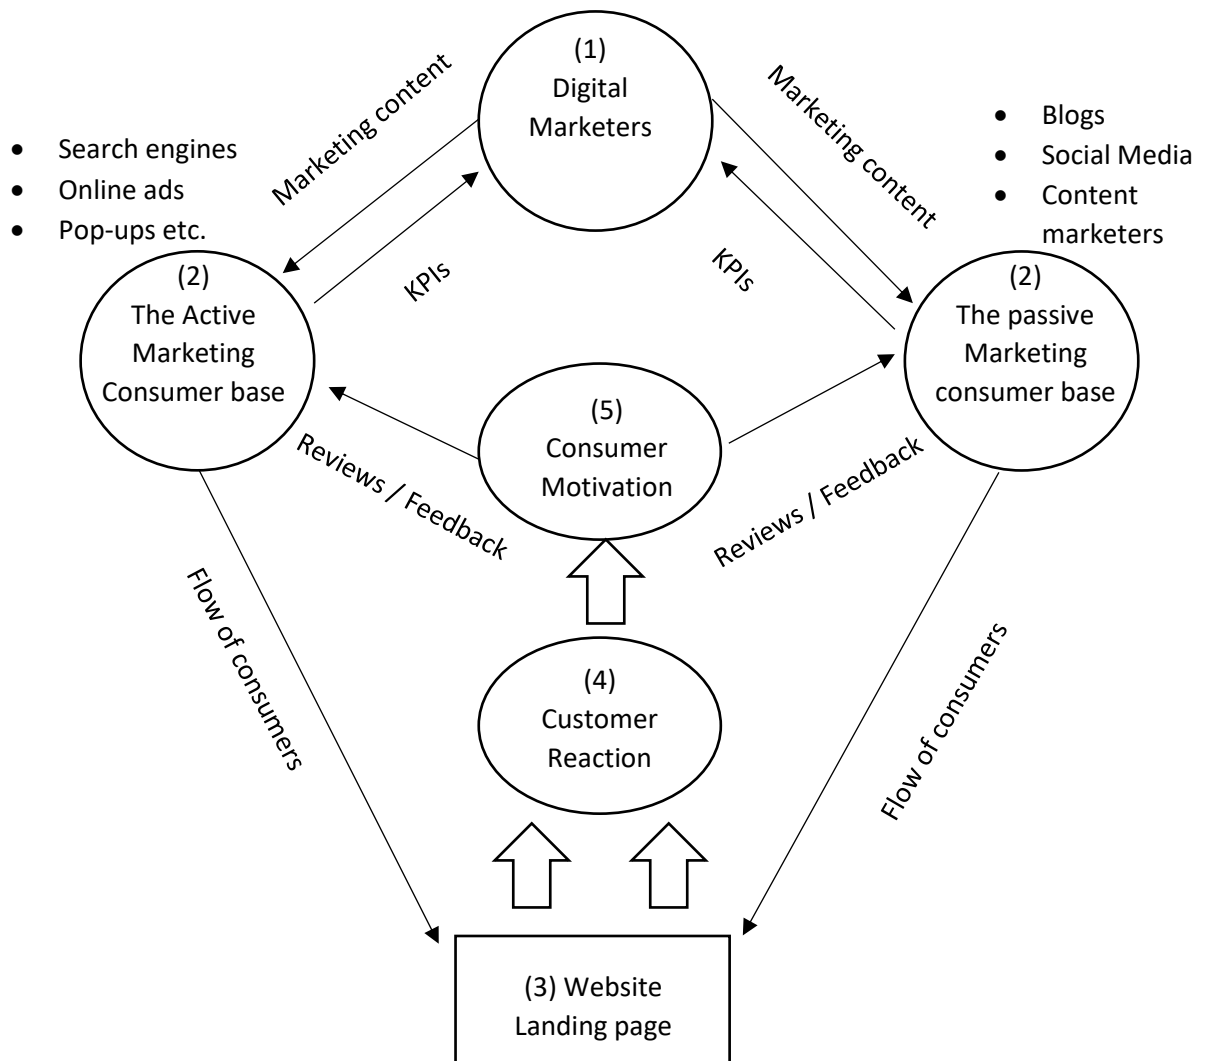 (1)
Digital
Marketers
Marketing content
Marketing content
• Search engines
• Online ads
• Pop-ups etc.
• Blogs
• Social Media
• Content
marketers
KPIs
KPIs
(2)
The Active
Marketing
Consumer base
(2)
The passive
Marketing
consumer base
(5)
Consumer
Motivation
Reviews / Feedback
Reviews / Feedback
Flow of consumers
Flow of consumers
(4)
Customer
Reaction
(3) Website
Landing page